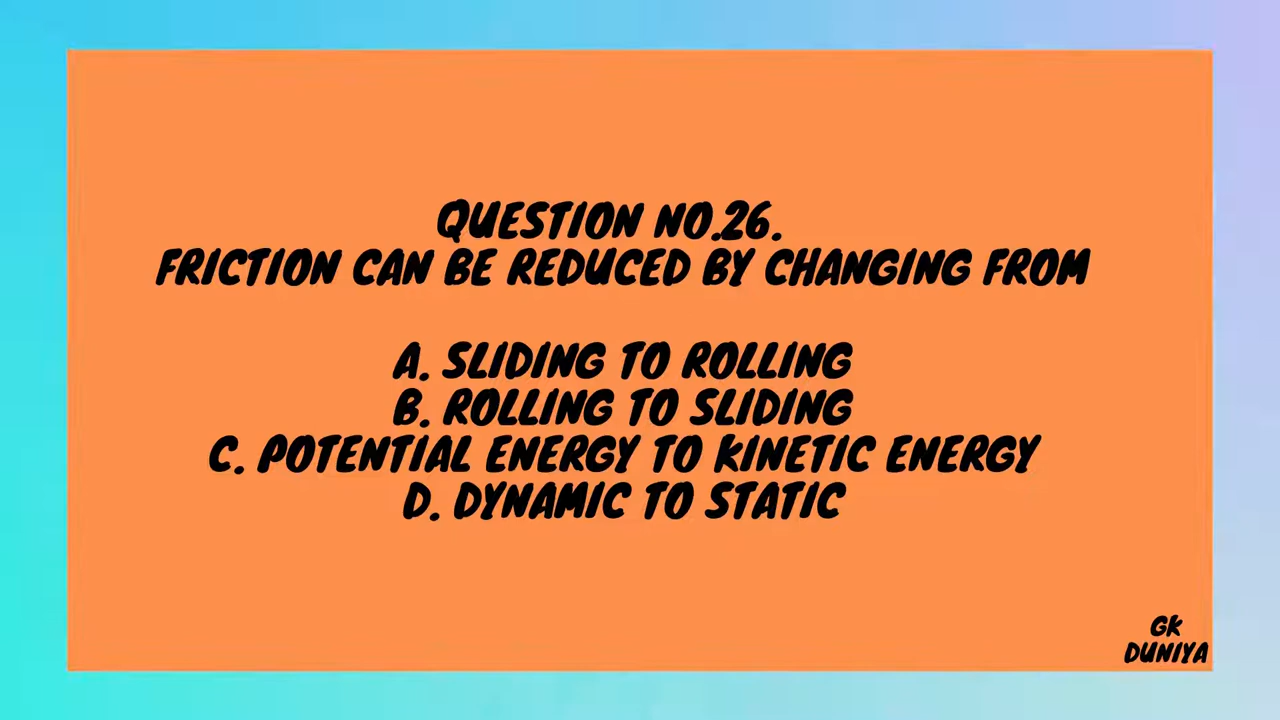 QUESTION NO.26.
FRICTION CAN BE REDUCED BY CHANGING FROM
A. SLIDING TO ROLLING
B. ROLLING TO SLIDING
C. POTENTIAL ENERGY TO KINETIC ENERGY
D. DYNAMIC TO STATIC
GK
DUNIYA